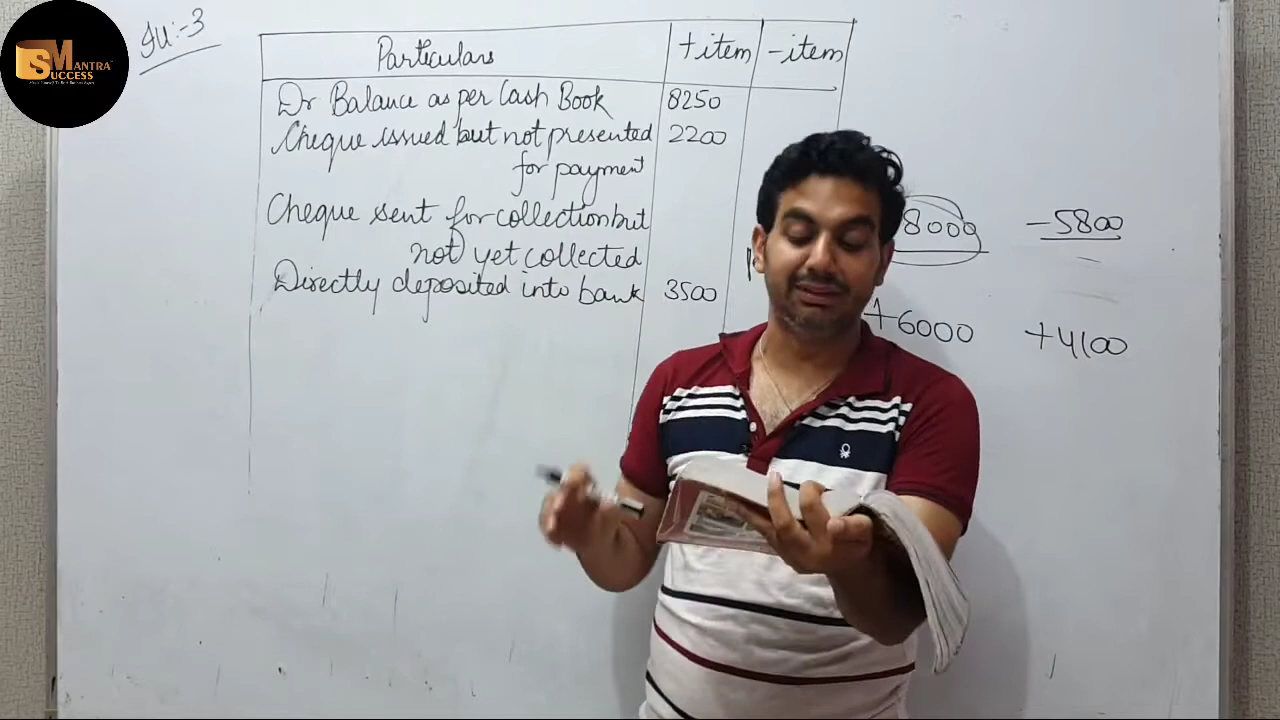 MANTRA
SUCCESS
Ill:-3
Particulars +item -item
Dr Balance as per Cash Book 8250
Cheque issued but not presented 2200
for payment
Cheque sent for collection but
not yet collected
Directly deposited into bank 3500
8000 -5800
+6000 +4100